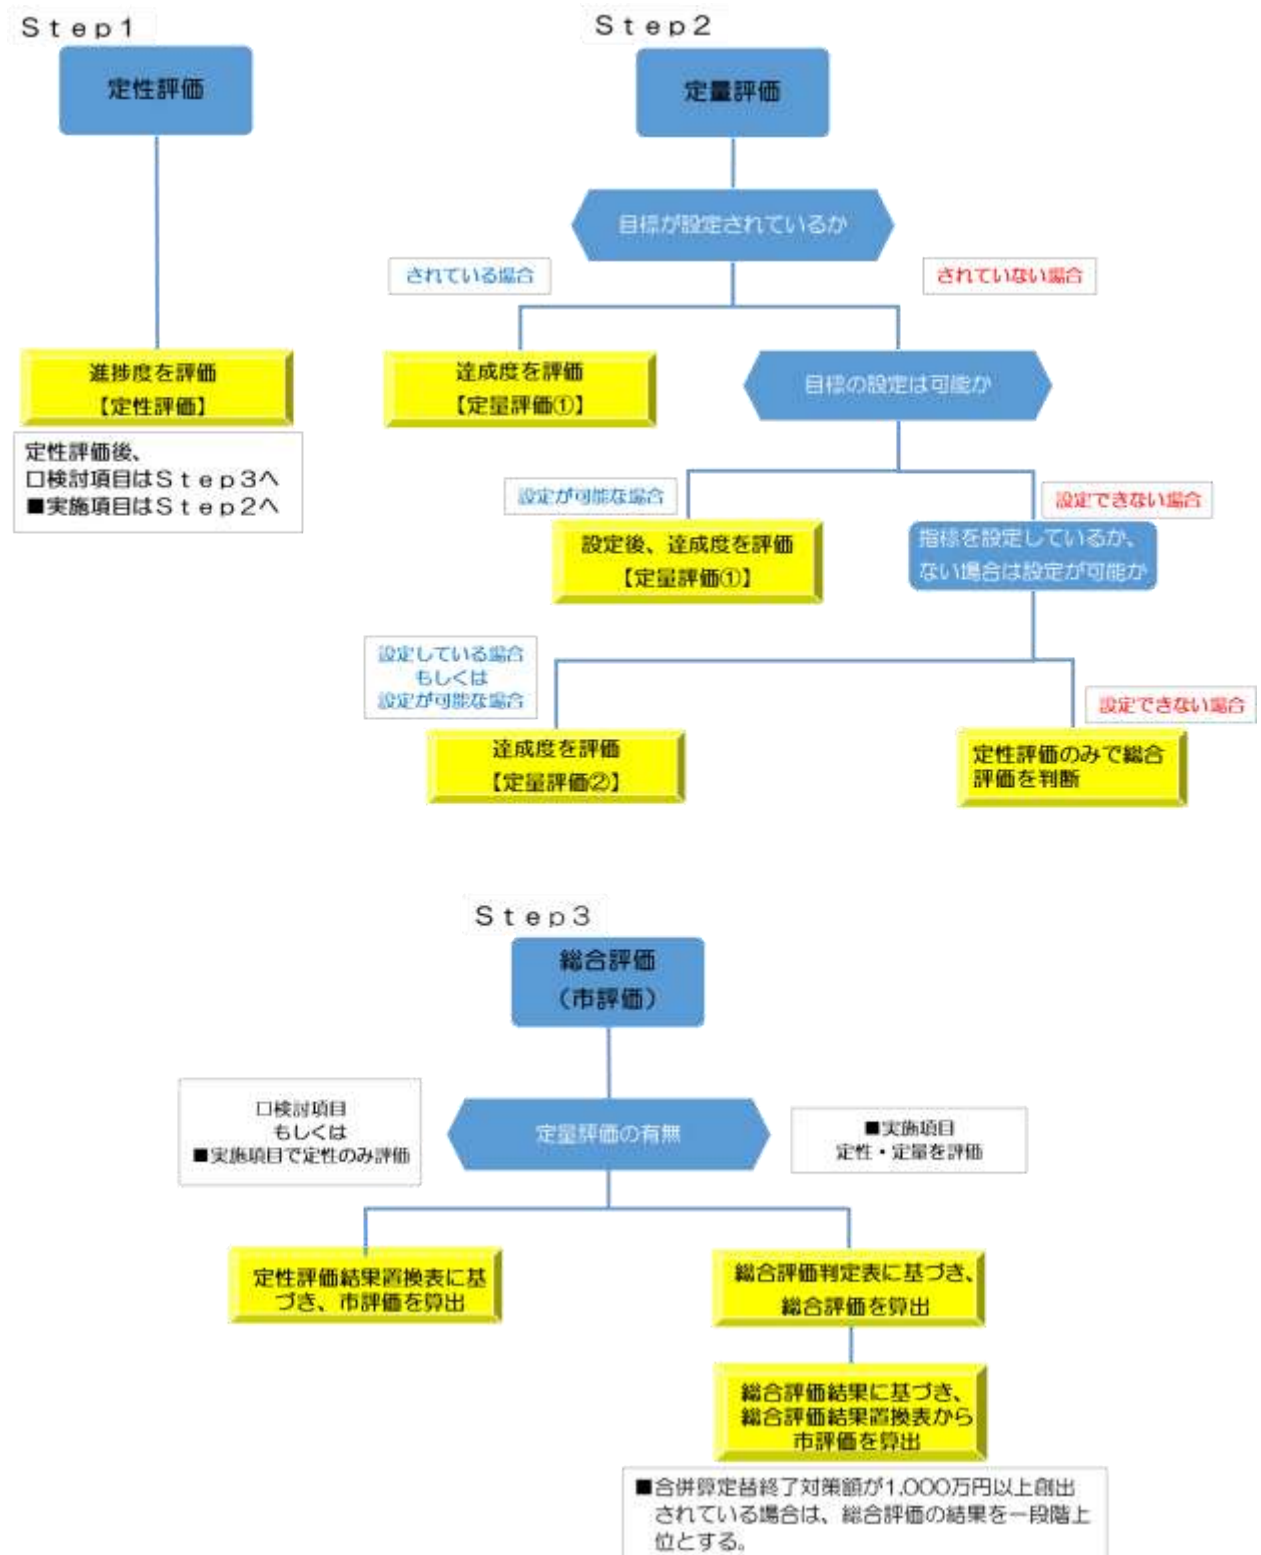 Ｓｔｅｐ１
定性評価
進捗度を評価
【定性評価】
定性評価後、
□検討項目はＳｔｅｐ３へ
■実施項目はＳｔｅｐ２へ
Ｓｔｅｐ２
定量評価
目標が設定されているか
されている場合
されていない場合
達成度を評価
【定量評価①】
目標の設定は可能か
設定が可能な場合
設定できない場合
設定後、達成度を評価
【定量評価①】
指標を設定しているか、
ない場合は設定が可能か
設定している場合
もしくは
設定が可能な場合
設定できない場合
達成度を評価
【定量評価②】
定性評価のみで総合
評価を判断
Ｓｔｅｐ３
総合評価
（市評価）
□検討項目
もしくは
■実施項目で定性のみ評価
定量評価の有無
■実施項目
定性・定量を評価
定性評価結果置換表に基
づき、市評価を算出
総合評価判定表に基づき、
総合評価を算出
総合評価結果に基づき、
総合評価結果置換表から
市評価を算出
■合併算定替終了対策額が1,000万円以上創出
されている場合は、総合評価の結果を一段階上
位とする。